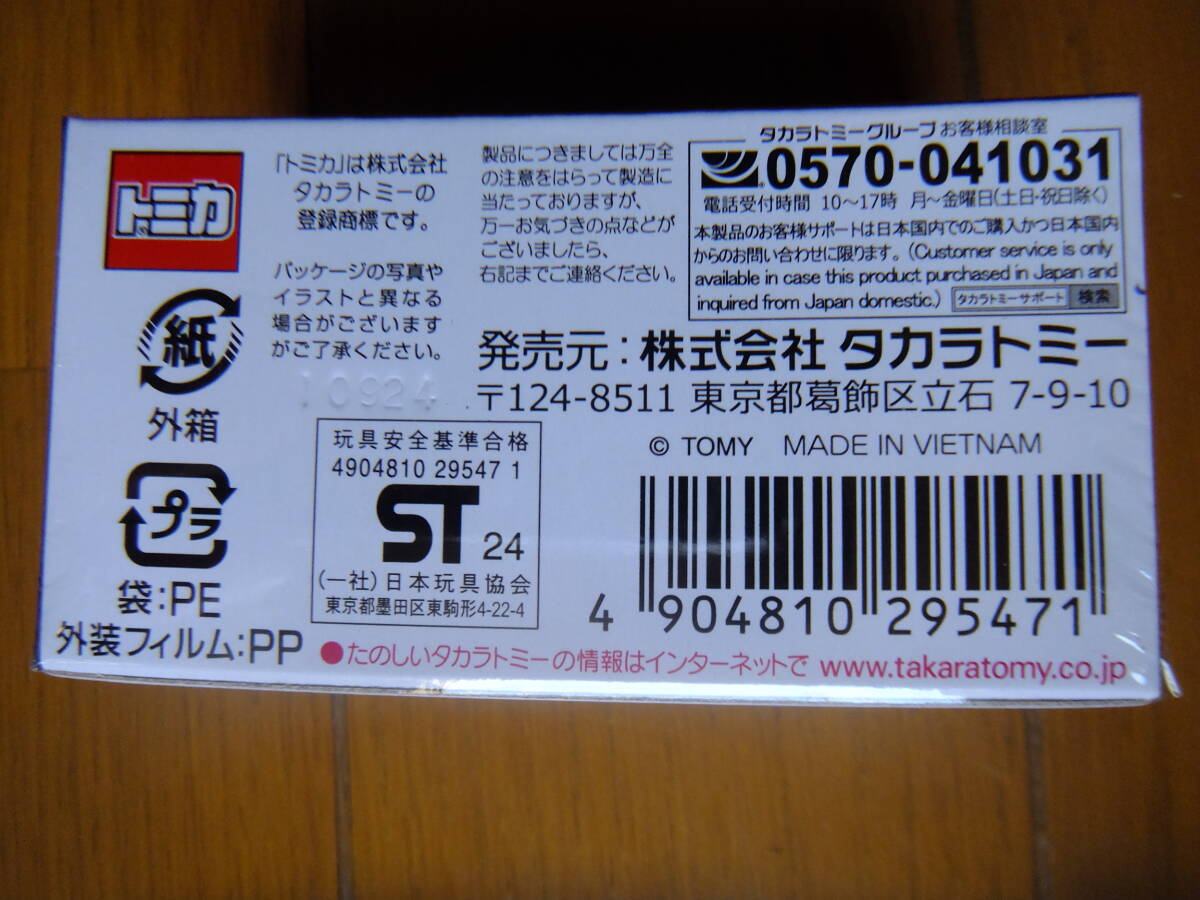 トミカ
紙
外箱
プラ
袋:PE
外装フィルム:PP
「トミカ」は株式会社
タカラトミーの
登録商標です。
パッケージの写真や
イラストと異なる
場合がございます
がご了承ください。
10924
製品につきましては万全
の注意をはらって製造に
当たっておりますが、
万一お気づきの点などが
ございましたら、
右記までご連絡ください。
タカラトミーグループお客様相談室
0570-041031
電話受付時間 10〜17時 月〜金曜日(土日・祝日除く)
本製品のお客様サポートは日本国内でのご購入かつ日本国内
からのお問い合わせに限ります。(Customer service is only
available in case this product purchased in Japan and
inquired from Japan domestic.) タカラトミーサポート 検索
発売元:株式会社 タカラトミー
〒124-8511 東京都葛飾区立石 7-9-10
© TOMY MADE IN VIETNAM
玩具安全基準合格
4904810 29547 1
ST 24
(一社)日本玩具協会
東京都墨田区東駒形4-22-4
4 904810 295471
●たのしいタカラトミーの情報はインターネットで www.takaratomy.co.jp